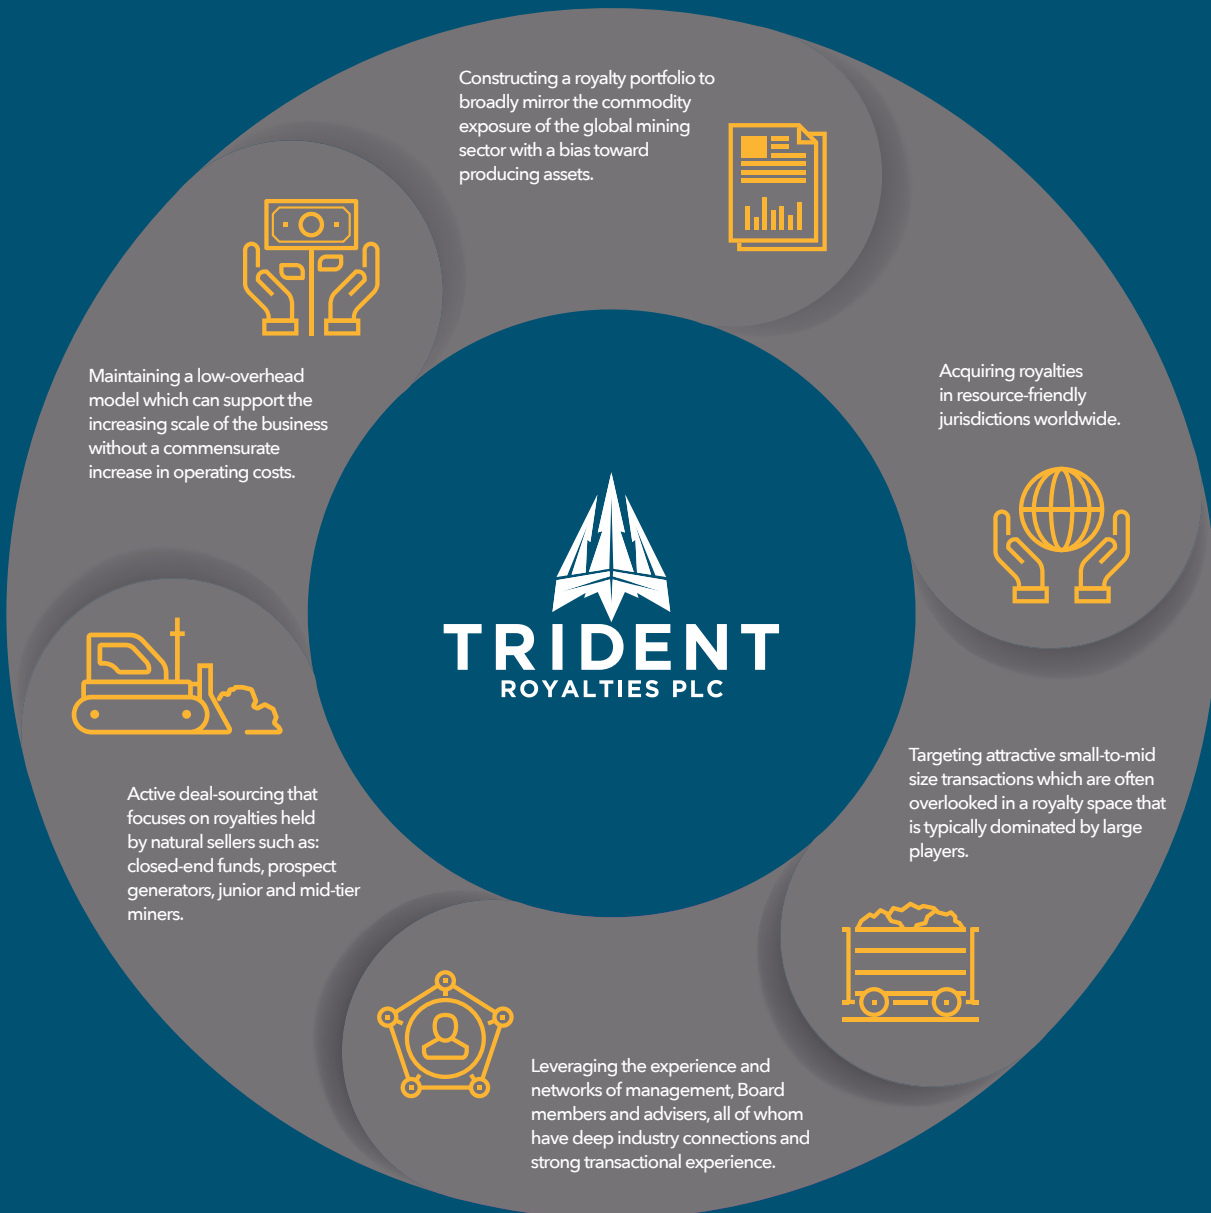 Constructing a royalty portfolio to
broadly mirror the commodity
exposure of the global mining
sector with a bias toward
producing assets.
Acquiring royalties
in resource-friendly
jurisdictions worldwide.
Targeting attractive small-to-mid
size transactions which are often
overlooked in a royalty space that
is typically dominated by large
players.
Leveraging the experience and
networks of management, Board
members and advisers, all of whom
have deep industry connections and
strong transactional experience.
Active deal-sourcing that
focuses on royalties held
by natural sellers such as:
closed-end funds, prospect
generators, junior and mid-tier
miners.
Maintaining a low-overhead
model which can support the
increasing scale of the business
without a commensurate
increase in operating costs.
TRIDENT
ROYALTIES PLC